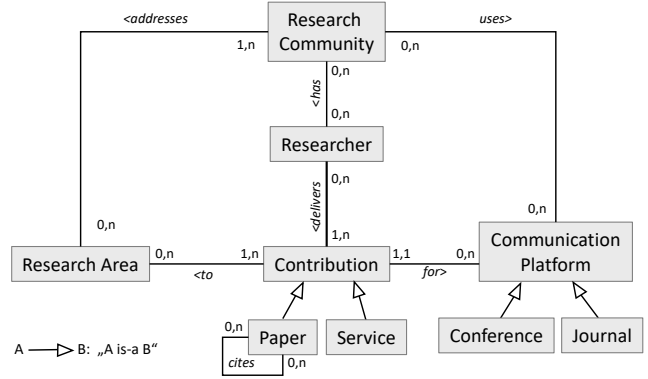 <addresses
Research
Community
uses>
1,n
0,n
0,n
<has
0,n
Researcher
0,n
<delivers
0,n
1,n
0,n
Research Area
0,n
<to
1,n
Contribution
1,1
for>
0,n
Communication
Platform
0,n
Paper
Service
Conference
Journal
A
B: „A is-a B“
cites
0,n